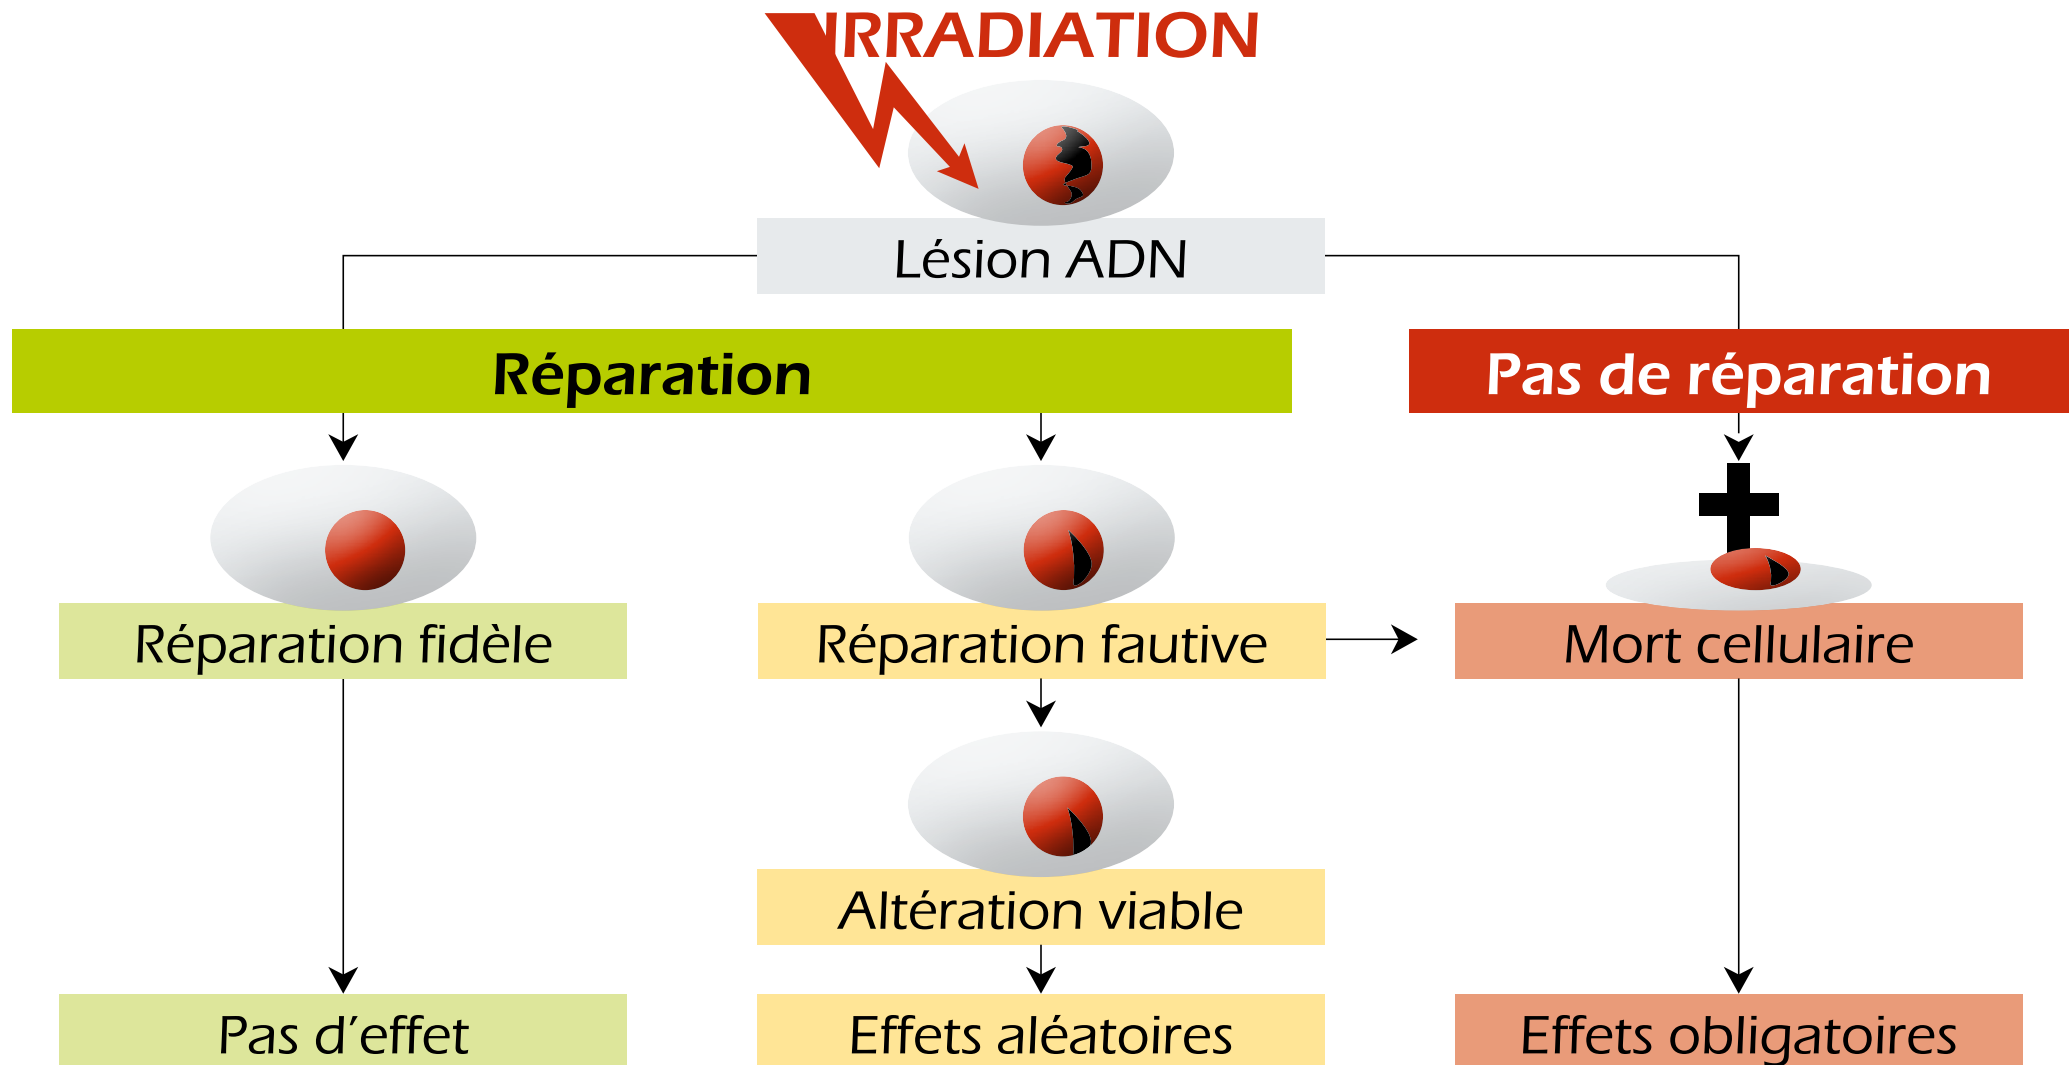 IRRADIATION
Lésion ADN
Réparation
Pas de réparation
Réparation fidèle
Réparation fautive
Mort cellulaire
Altération viable
Pas d’effet
Effets aléatoires
Effets obligatoires